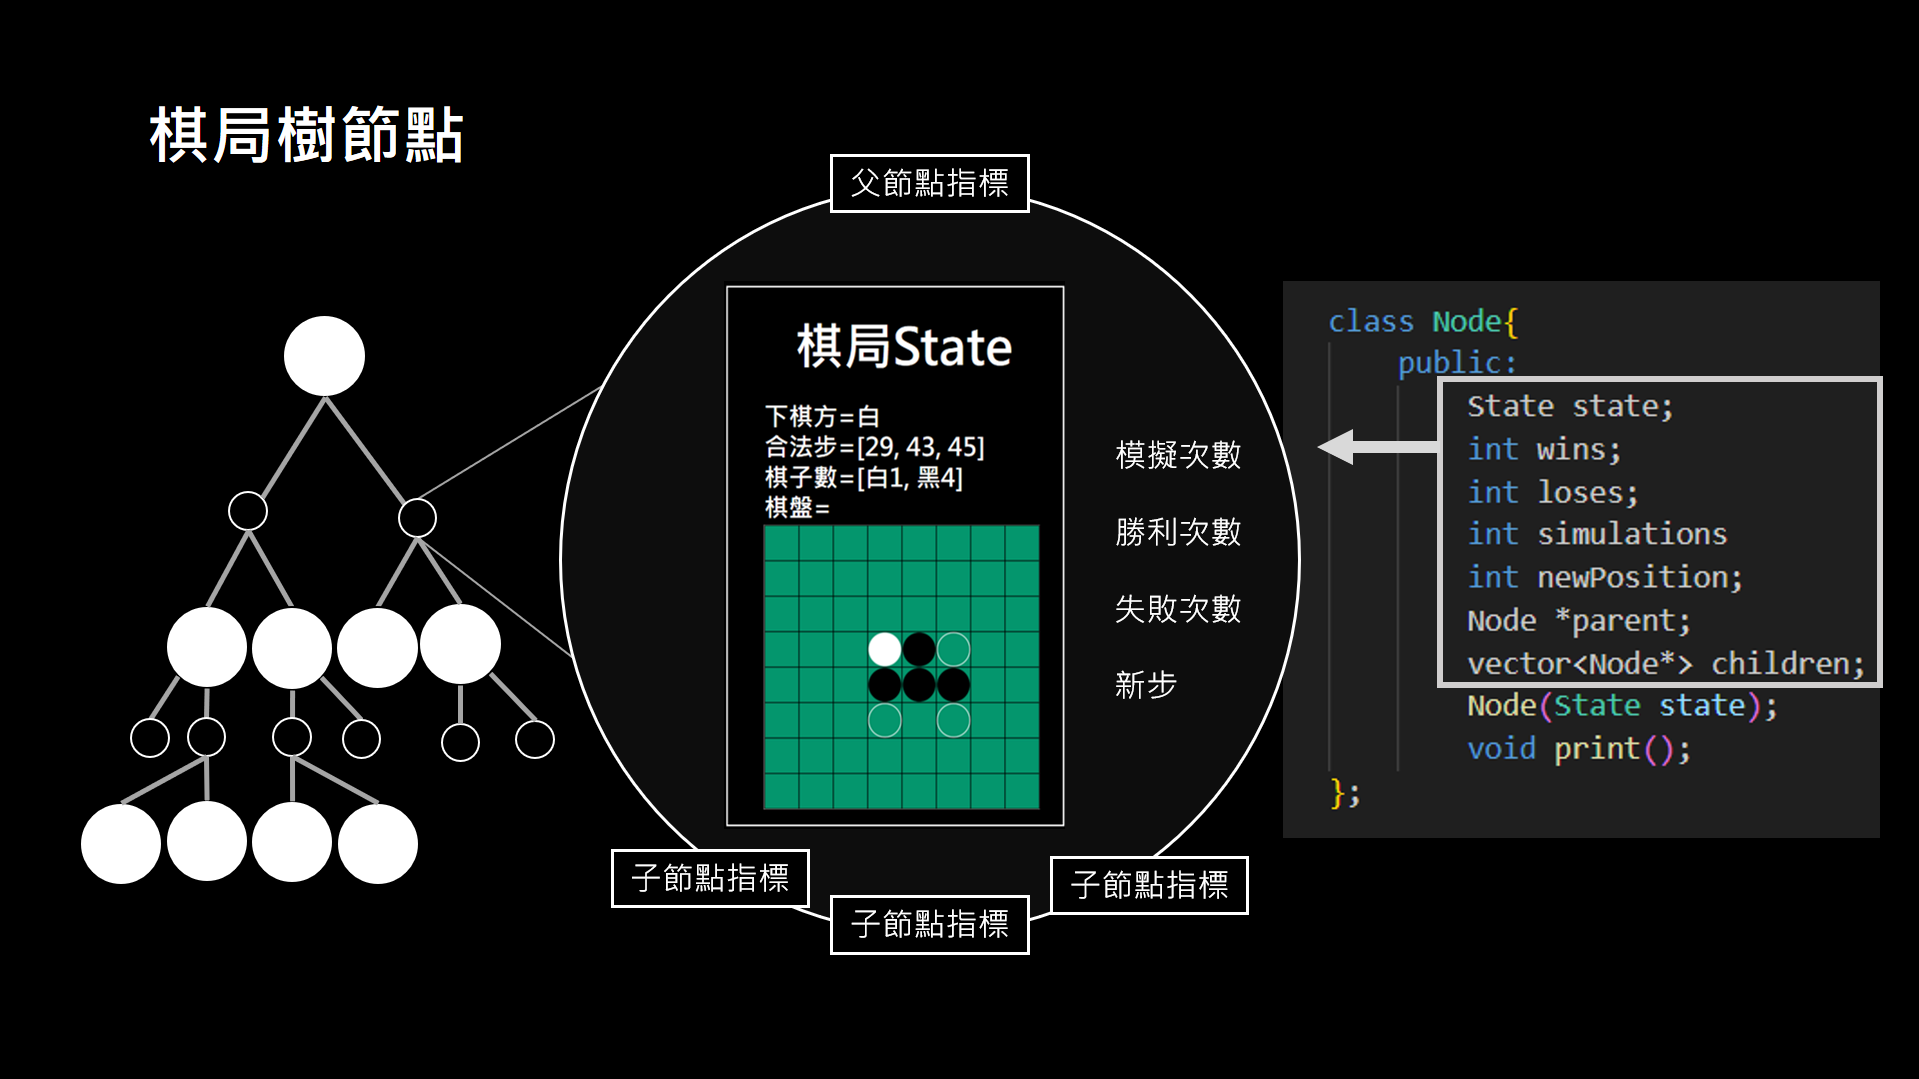 棋局樹節點
父節點指標
棋局State
下棋方=白
合法步=[29, 43, 45]
棋子數=[白1, 黑4]
棋盤=
模擬次數
勝利次數
失敗次數
新步
子節點指標
子節點指標
子節點指標
class Node{
public:
State state;
int wins;
int loses;
int simulations
int newPosition;
Node *parent;
vector<Node*> children;
Node(State state);
void print();
};